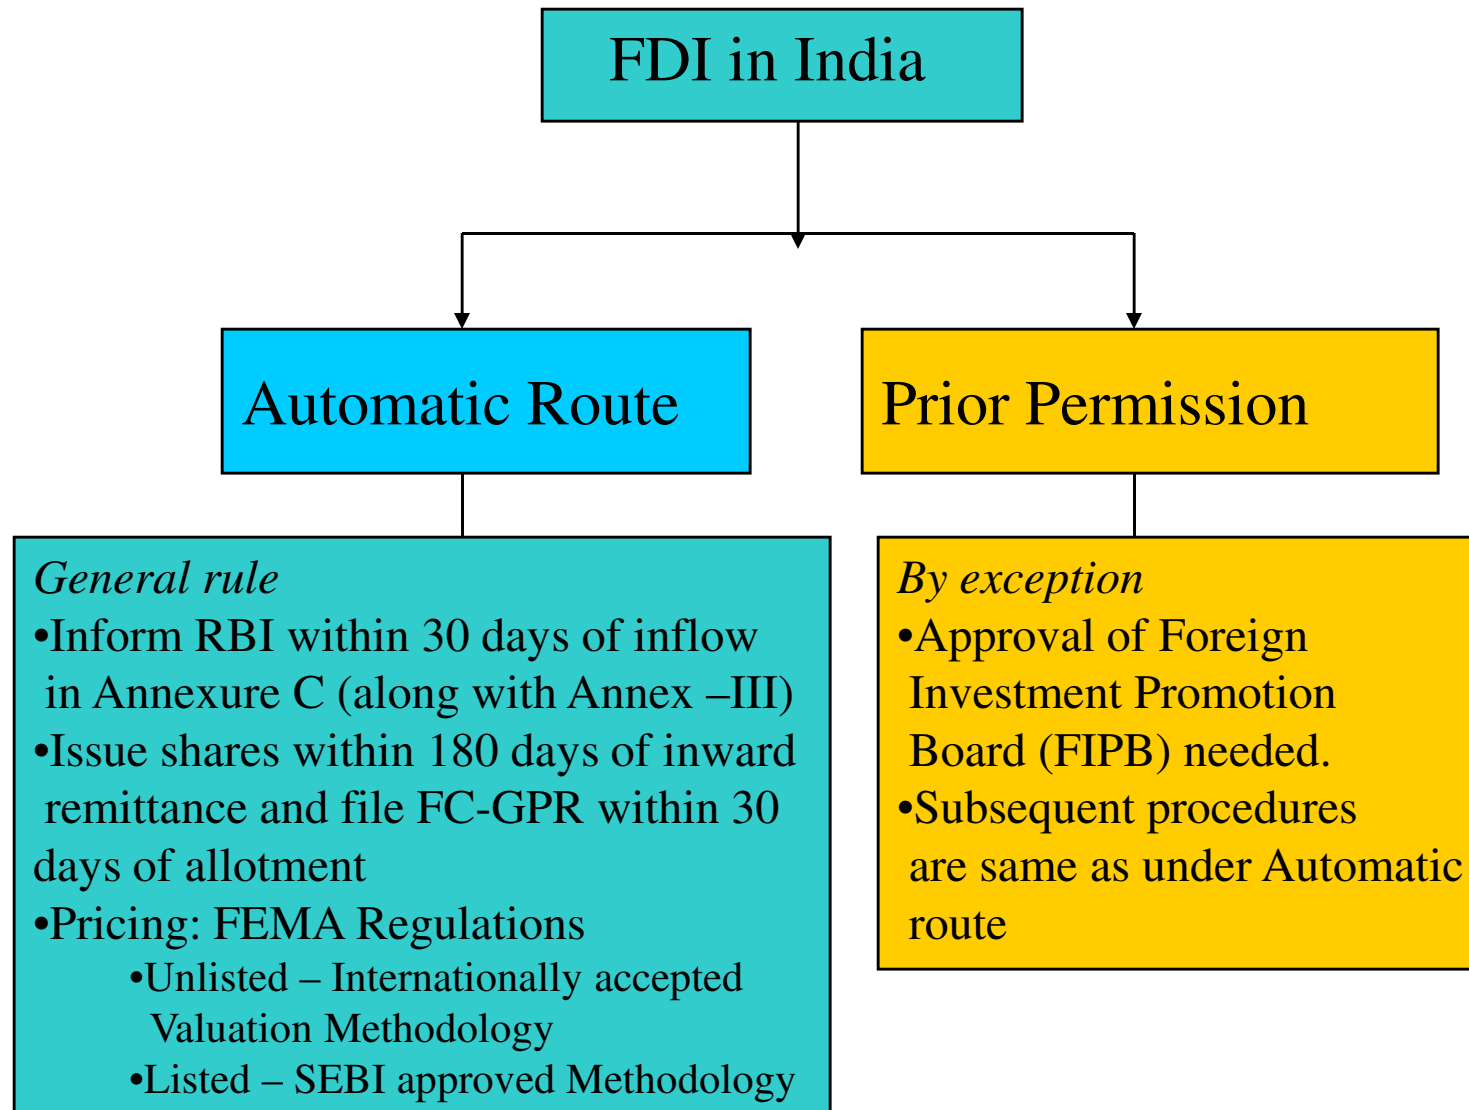 FDI in India
Automatic Route
Prior Permission
General rule
•Inform RBI within 30 days of inflow
in Annexure C (along with Annex –III)
•Issue shares within 180 days of inward
remittance and file FC-GPR within 30
days of allotment
•Pricing: FEMA Regulations
•Unlisted – Internationally accepted
Valuation Methodology
•Listed – SEBI approved Methodology
By exception
•Approval of Foreign
Investment Promotion
Board (FIPB) needed.
•Subsequent procedures
are same as under Automatic
route